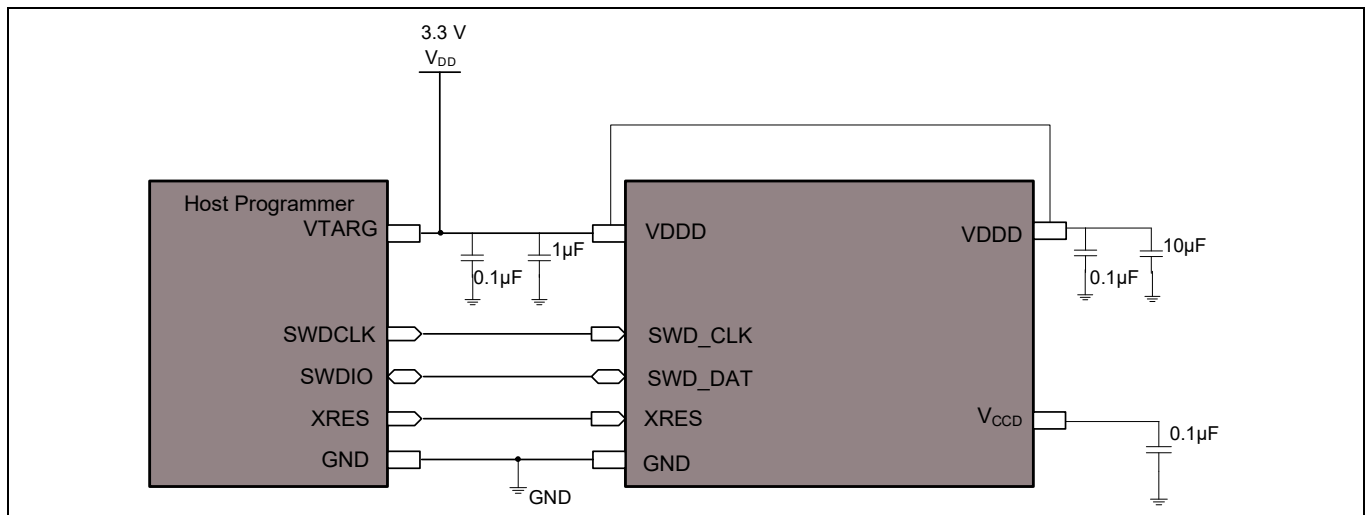 3.3 V
VDD
Host Programmer
VTARG
SWDCLK
SWDIO
XRES
GND
0.1µF
1µF
GND
VDDD
SWD_CLK
SWD_DAT
XRES
GND
VDDD
VCCD
0.1µF
10µF
0.1µF